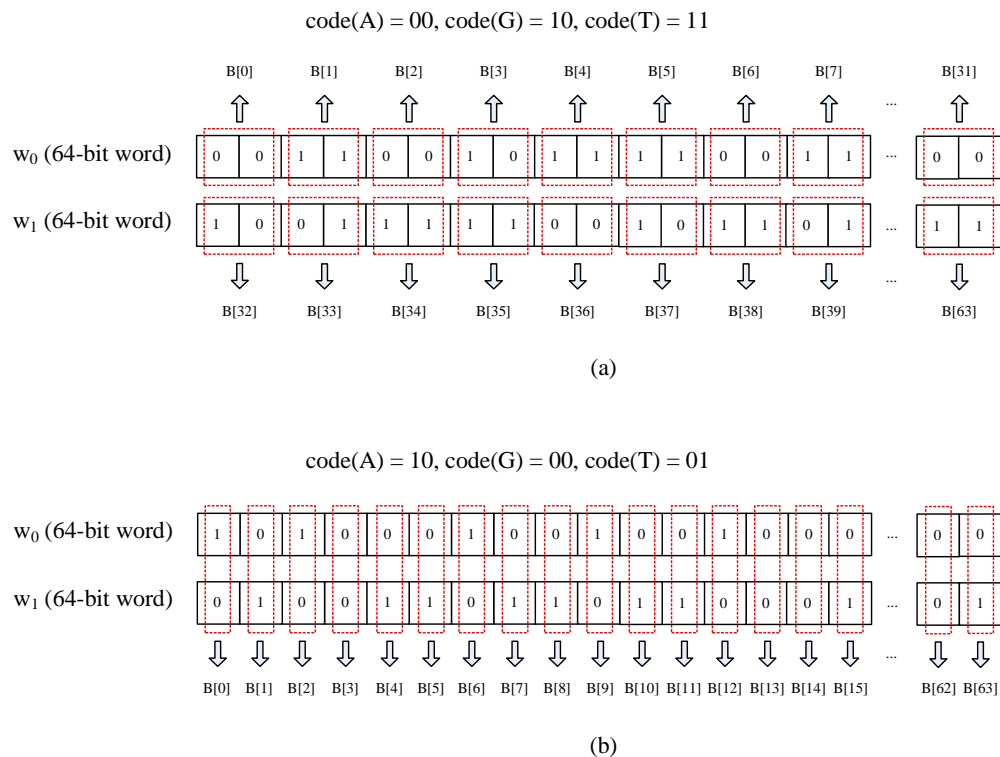 code(A) = 00, code(G) = 10, code(T) = 11
B[0] B[1] B[2] B[3] B[4] B[5] B[6] B[7] B[31]
...
w0 (64-bit word) 0 0 1 1 0 0 1 0 1 1 1 1 0 0 1 1 ... 0 0
w1 (64-bit word) 1 0 0 1 1 1 1 1 0 0 1 0 1 1 0 1 ... 1 1
...
B[32] B[33] B[34] B[35] B[36] B[37] B[38] B[39] B[63]
(a)
code(A) = 10, code(G) = 00, code(T) = 01
w0 (64-bit word) 1 0 1 0 0 0 1 0 0 1 0 0 1 0 0 0 ... 0 0
w1 (64-bit word) 0 1 0 0 1 1 0 1 1 0 1 1 0 0 0 1 ... 0 1
...
B[0] B[1] B[2] B[3] B[4] B[5] B[6] B[7] B[8] B[9] B[10] B[11] B[12] B[13] B[14] B[15] B[62] B[63]
(b)